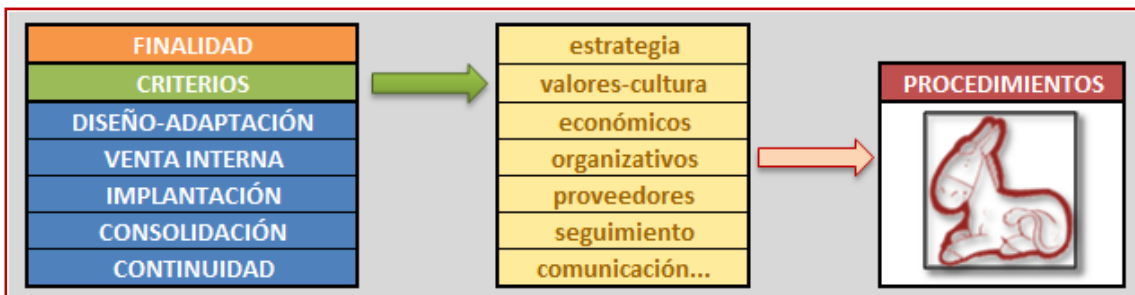 FINALIDAD
CRITERIOS
DISEÑO-ADAPTACIÓN
VENTA INTERNA
IMPLANTACIÓN
CONSOLIDACIÓN
CONTINUIDAD
estrategia
valores-cultura
económicos
organizativos
proveedores
seguimiento
comunicación...
PROCEDIMIENTOS